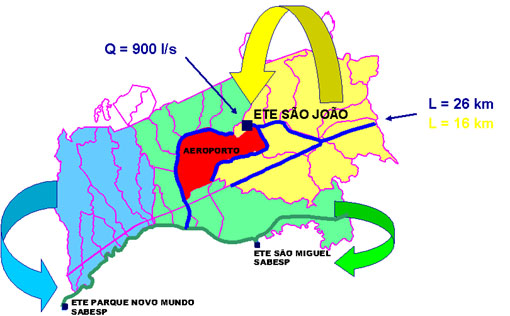 Q = 900 l/s
ETE SÃO JOÃO
L = 26 km
L = 16 km
AEROPORTO
ETE SÃO MIGUEL
SABESP
ETE PARQUE NOVO MUNDO
SABESP